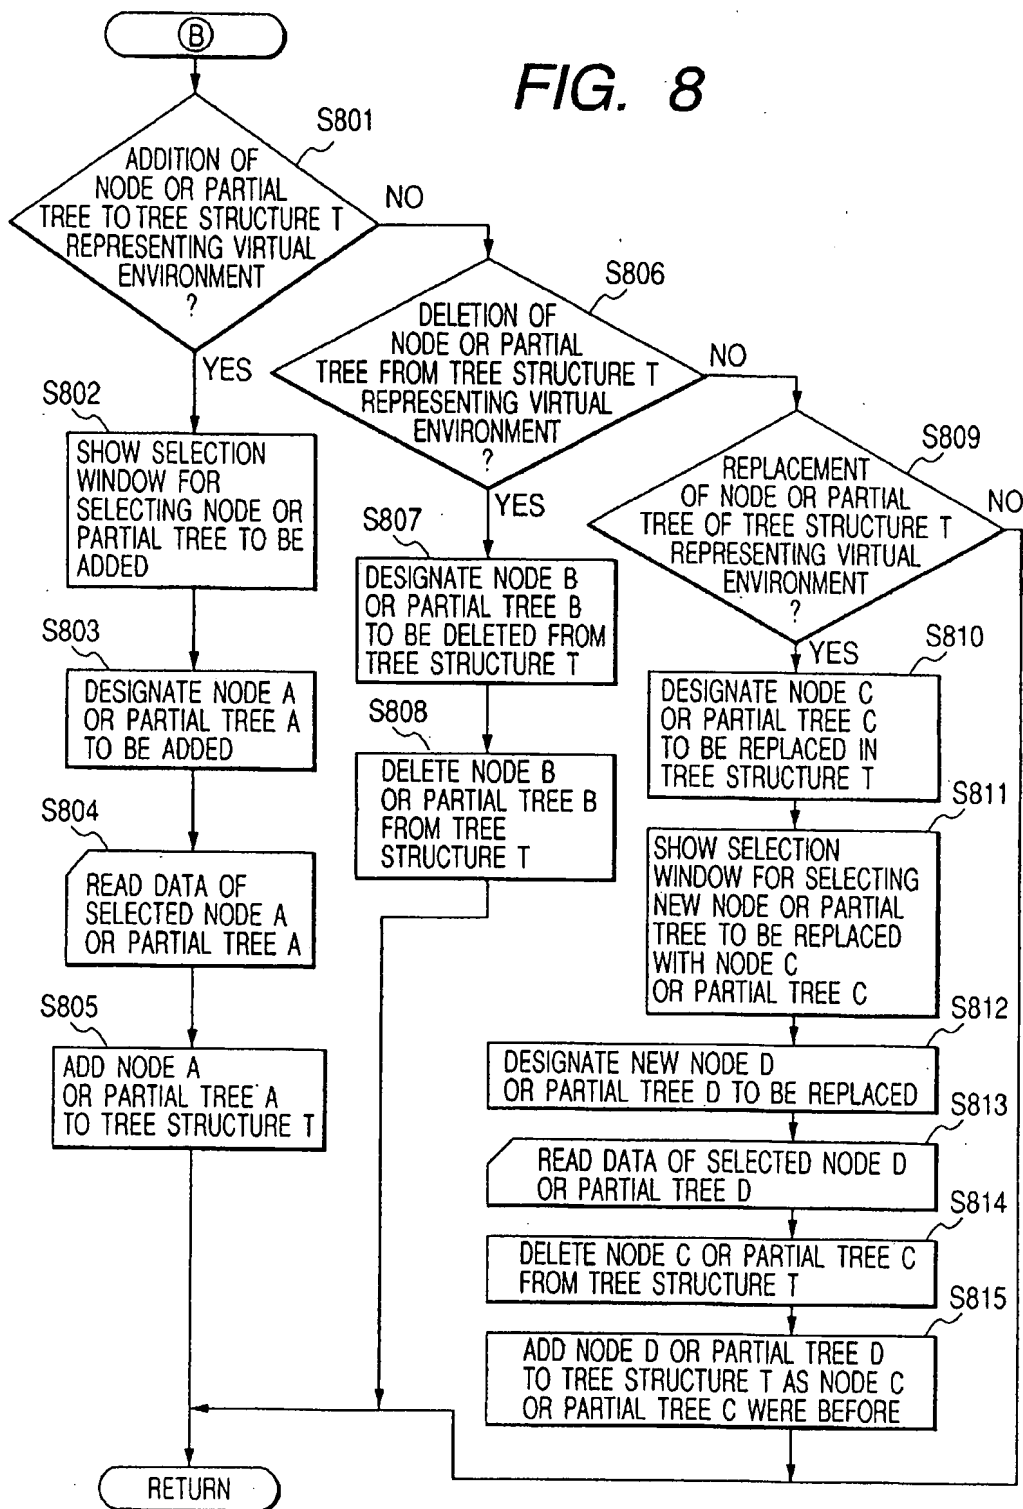 B
FIG. 8
S801
ADDITION OF
NODE OR PARTIAL
TREE TO TREE STRUCTURE T
REPRESENTING VIRTUAL
ENVIRONMENT
?
NO
YES
S802
SHOW SELECTION
WINDOW FOR
SELECTING NODE OR
PARTIAL TREE TO BE
ADDED
S803
DESIGNATE NODE A
OR PARTIAL TREE A
TO BE ADDED
S804
READ DATA OF
SELECTED NODE A
OR PARTIAL TREE A
S805
ADD NODE A
OR PARTIAL TREE A
TO TREE STRUCTURE T
S806
DELETION OF
NODE OR PARTIAL
TREE FROM TREE STRUCTURE T
REPRESENTING VIRTUAL
ENVIRONMENT
?
NO
YES
S807
DESIGNATE NODE B
OR PARTIAL TREE B
TO BE DELETED FROM
TREE STRUCTURE T
S808
DELETE NODE B
OR PARTIAL TREE B
FROM TREE
STRUCTURE T
S809
REPLACEMENT
OF NODE OR PARTIAL
TREE OF TREE STRUCTURE T
REPRESENTING VIRTUAL
ENVIRONMENT
?
NO
YES
S810
DESIGNATE NODE C
OR PARTIAL TREE C
TO BE REPLACED IN
TREE STRUCTURE T
S811
SHOW SELECTION
WINDOW FOR SELECTING
NEW NODE OR PARTIAL
TREE TO BE REPLACED
WITH NODE C
OR PARTIAL TREE C
S812
DESIGNATE NEW NODE D
OR PARTIAL TREE D TO BE REPLACED
S813
READ DATA OF SELECTED NODE D
OR PARTIAL TREE D
S814
DELETE NODE C OR PARTIAL TREE C
FROM TREE STRUCTURE T
S815
ADD NODE D OR PARTIAL TREE D
TO TREE STRUCTURE T AS NODE C
OR PARTIAL TREE C WERE BEFORE
RETURN